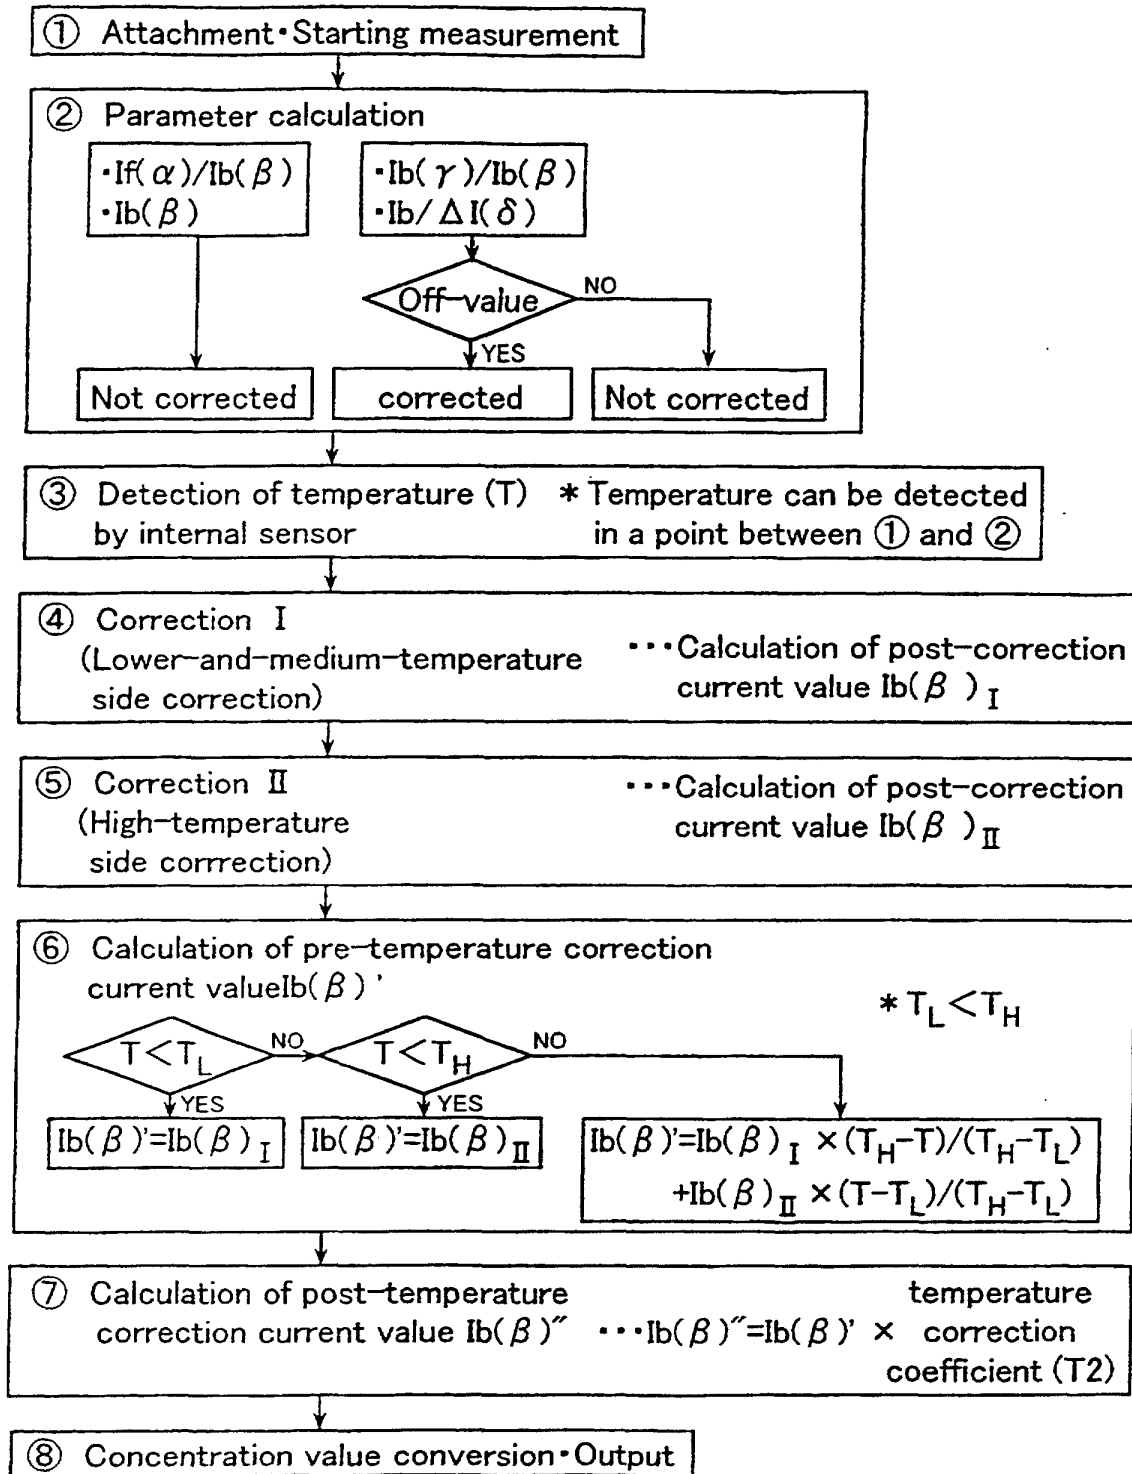 ① Attachment・Starting measurement
② Parameter calculation
・If(α)/Ib(β)
・Ib(β)
・Ib(γ)/Ib(β)
・Ib/ΔI(δ)
Off-value
NO
YES
Not corrected
corrected
Not corrected
③ Detection of temperature (T)
by internal sensor
* Temperature can be detected
in a point between ① and ②
④ Correction I
(Lower-and-medium-temperature
side correction)
・・・Calculation of post-correction
current value Ib(β )I
⑤ Correction II
(High-temperature
side corrrection)
・・・Calculation of post-correction
current value Ib(β )II
⑥ Calculation of pre-temperature correction
current valueIb(β) '
* TL<TH
T<TL
NO
T<TH
NO
YES
YES
Ib(β)'=Ib(β)I
Ib(β)'=Ib(β)II
Ib(β)'=Ib(β)I ×(TH-T)/(TH-TL)
+Ib(β)II ×(T-TL)/(TH-TL)
⑦ Calculation of post-temperature
correction current value Ib(β)″
・・・Ib(β)″=Ib(β)' ×
temperature
correction
coefficient (T2)
⑧ Concentration value conversion・Output